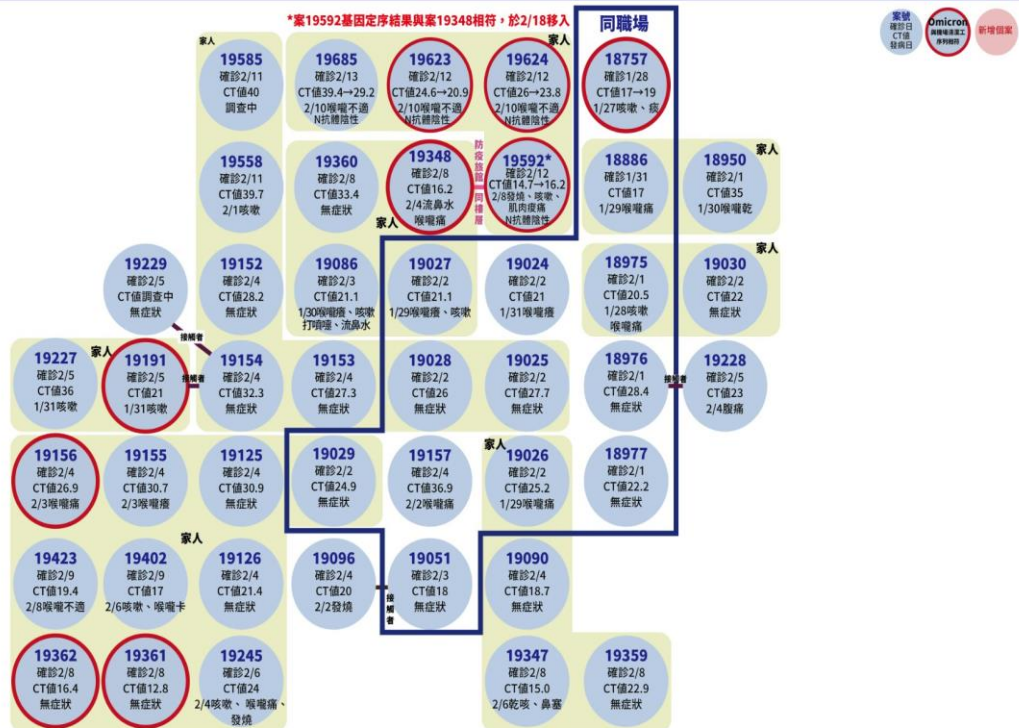 *案19592基因定序結果與案19348相符，於2/18移入
同職場
案號
確診日
CT值
發病日
Omicron
與機場清潔工
序列相符
新增個案
家人
19585
確診2/11
CT值40
調查中
19685
確診2/13
CT值39.4→29.2
2/10喉嚨不適
N抗體陰性
19623
確診2/12
CT值24.6→20.9
2/10喉嚨不適
N抗體陰性
家人
19624
確診2/12
CT值26→23.8
2/10喉嚨不適
N抗體陰性
18757
確診1/28
CT值17→19
1/27咳嗽、痰
19558
確診2/11
CT值39.7
2/1咳嗽
19360
確診2/8
CT值33.4
無症狀
家人
19348
確診2/8
CT值16.2
2/4流鼻水
喉嚨痛
防疫旅館
同樓層
19592*
確診2/12
CT值14.7→16.2
2/8發燒、咳嗽、
肌肉痠痛
N抗體陰性
18886
確診1/31
CT值17
1/29喉嚨痛
家人
18950
確診2/1
CT值35
1/30喉嚨乾
19229
確診2/5
CT值調查中
無症狀
接觸者
19152
確診2/4
CT值28.2
無症狀
19086
確診2/3
CT值21.1
1/30喉嚨癢、咳嗽
打噴嚏、流鼻水
19027
確診2/2
CT值21.1
1/29喉嚨癢、咳嗽
19024
確診2/2
CT值21
1/31喉嚨癢
18975
確診2/1
CT值20.5
1/28咳嗽
喉嚨痛
家人
19030
確診2/2
CT值22
無症狀
19227
確診2/5
CT值36
1/31咳嗽
家人
19191
確診2/5
CT值21
1/31咳嗽
接觸者
19154
確診2/4
CT值32.3
無症狀
19153
確診2/4
CT值27.3
無症狀
19028
確診2/2
CT值26
無症狀
19025
確診2/2
CT值27.7
無症狀
18976
確診2/1
CT值28.4
無症狀
接觸者
19228
確診2/5
CT值23
2/4腹痛
19156
確診2/4
CT值26.9
2/3喉嚨痛
19155
確診2/4
CT值30.7
2/3喉嚨癢
19125
確診2/4
CT值30.9
無症狀
19029
確診2/2
CT值24.9
無症狀
19157
確診2/4
CT值36.9
2/2喉嚨痛
家人
19026
確診2/2
CT值25.2
1/29喉嚨痛
18977
確診2/1
CT值22.2
無症狀
19423
確診2/9
CT值19.4
2/8喉嚨不適
家人
19402
確診2/9
CT值17
2/6咳嗽、喉嚨卡
19126
確診2/4
CT值21.4
無症狀
19096
確診2/4
CT值20
2/2發燒
接觸者
19051
確診2/3
CT值18
無症狀
19090
確診2/4
CT值18.7
無症狀
19362
確診2/8
CT值16.4
無症狀
19361
確診2/8
CT值12.8
無症狀
19245
確診2/6
CT值24
2/4咳嗽、喉嚨痛、
發燒
19347
確診2/8
CT值15.0
2/6乾咳、鼻塞
19359
確診2/8
CT值22.9
無症狀